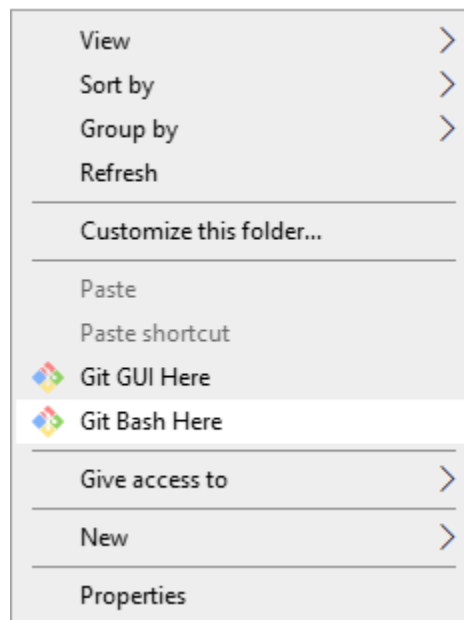 View
Sort by
Group by
Refresh
Customize this folder...
Paste
Paste shortcut
Git GUI Here
Git Bash Here
Give access to
New
Properties